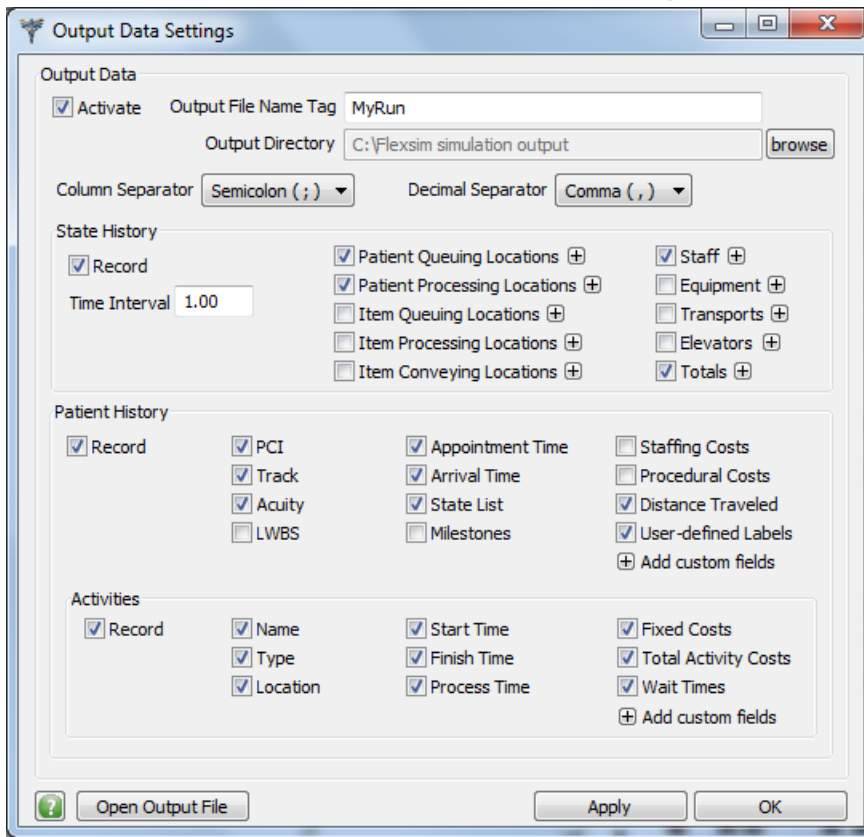 Output Data Settings
Output Data
Activate Output File Name Tag MyRun
Output Directory C:\Flexsim simulation output browse
Column Separator Semicolon ( ; ) Decimal Separator Comma ( , )
State History
Record
Time Interval 1.00
Patient Queuing Locations
Patient Processing Locations
Item Queuing Locations
Item Processing Locations
Item Conveying Locations
Staff
Equipment
Transports
Elevators
Totals
Patient History
Record
PCI
Track
Acuity
LWBS
Appointment Time
Arrival Time
State List
Milestones
Staffing Costs
Procedural Costs
Distance Traveled
User-defined Labels
Add custom fields
Activities
Record
Name
Type
Location
Start Time
Finish Time
Process Time
Fixed Costs
Total Activity Costs
Wait Times
Add custom fields
? Open Output File Apply OK